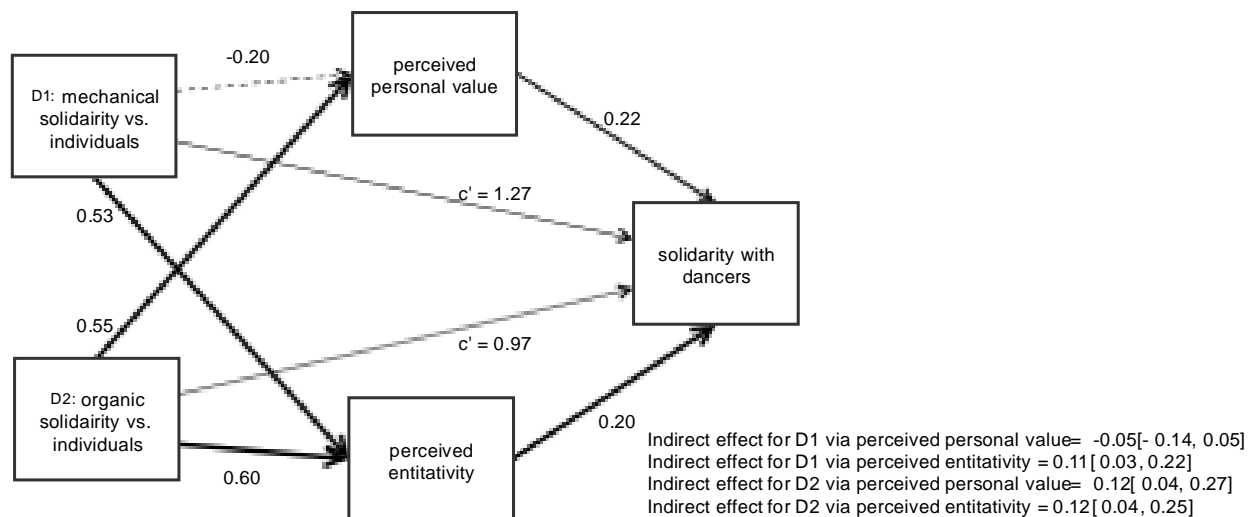 D1: mechanical
solidairity vs.
individuals
-0.20
perceived
personal value
0.22
c' = 1.27
0.53
solidarity with
dancers
0.55
c' = 0.97
D2: organic
solidairity vs.
individuals
0.60
perceived
entitativity
0.20
Indirect effect for D1 via perceived personal value= -0.05[- 0.14, 0.05]
Indirect effect for D1 via perceived entitativity = 0.11 [ 0.03, 0.22]
Indirect effect for D2 via perceived personal value= 0.12[ 0.04, 0.27]
Indirect effect for D2 via perceived entitativity = 0.12 [ 0.04, 0.25]